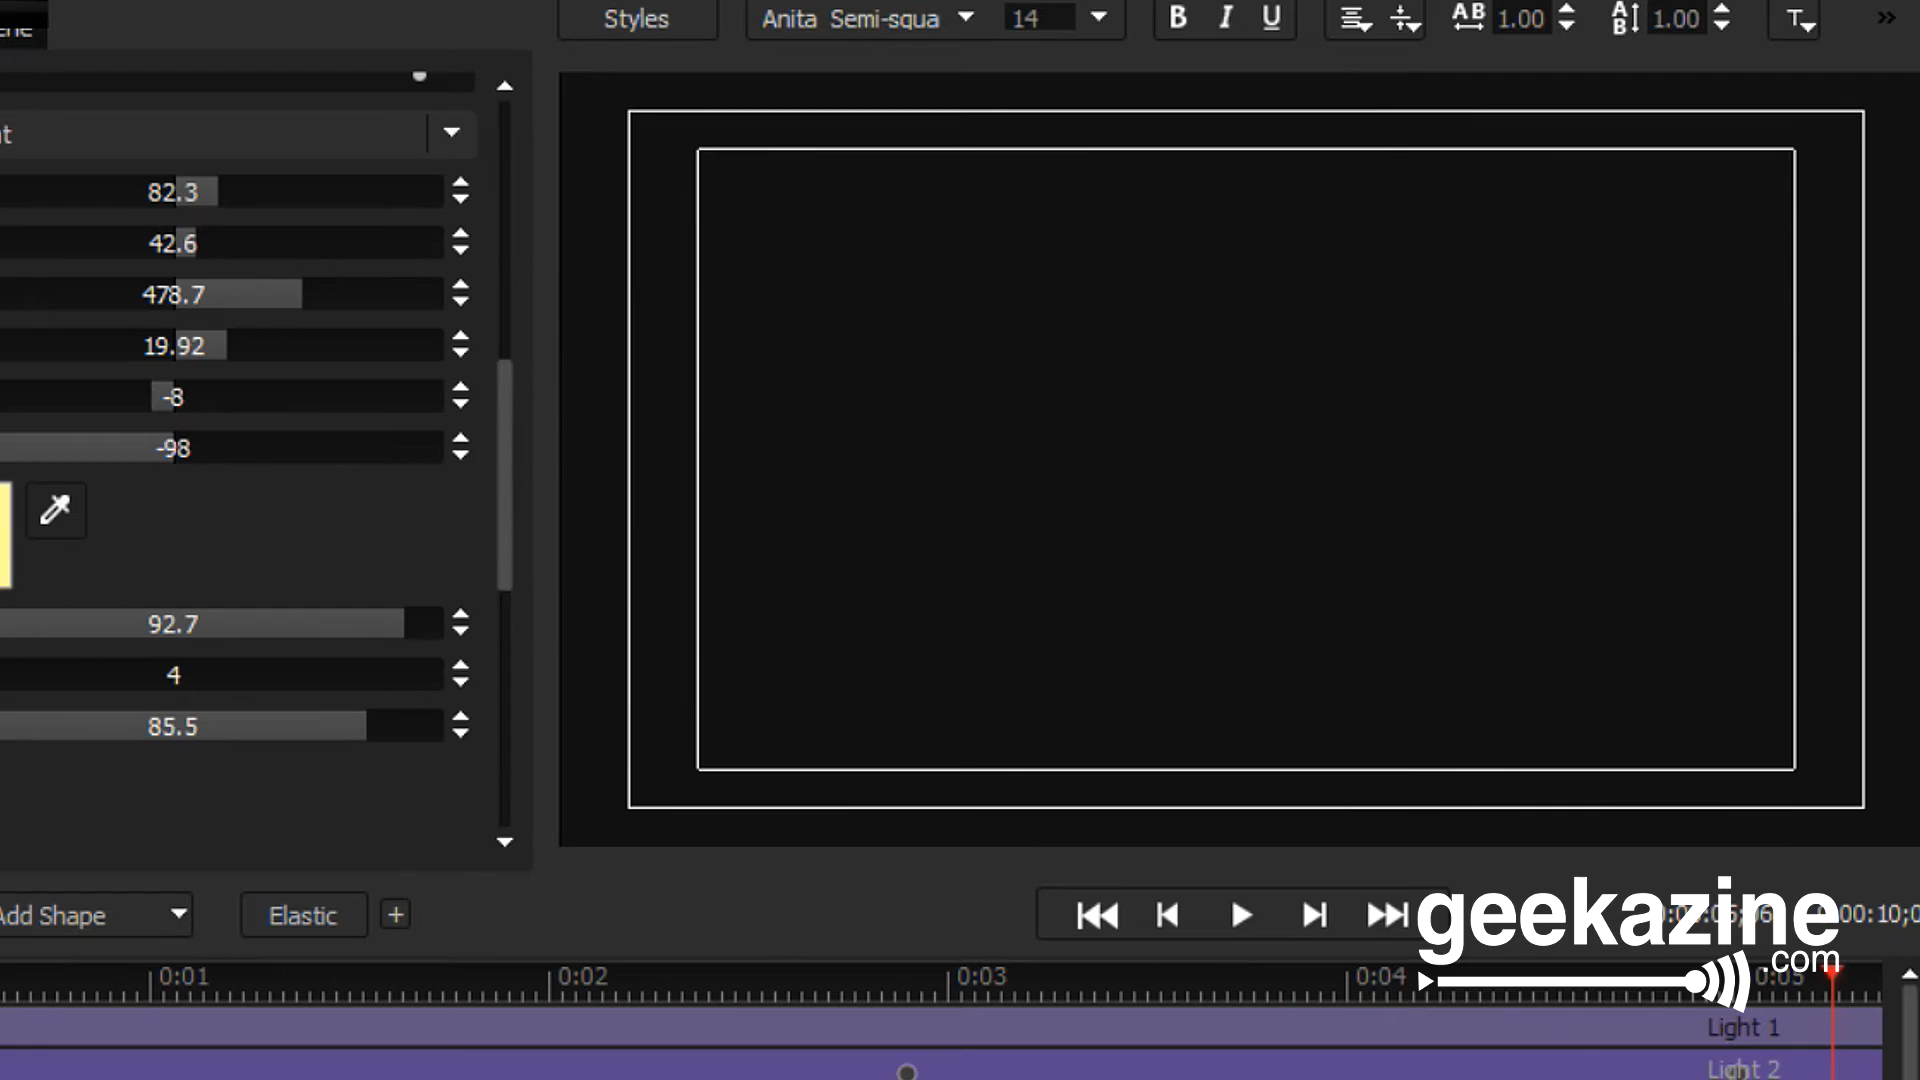 Styles
Anita Semi-squa
14
B I U
AB 1.00
AB 1.00
T
82.3
42.6
478.7
19.92
-8
-98
92.7
4
85.5
Add Shape
Elastic
+
geekazine
.com
0:01
0:02
0:03
0:04
0:05
Light 1
Light 2